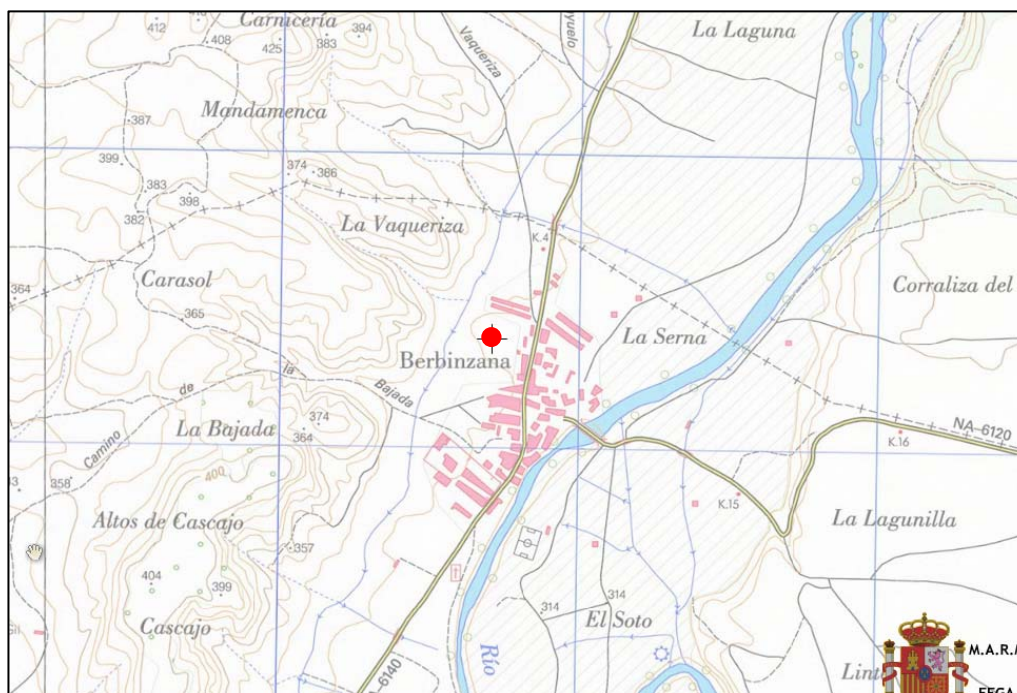 Carnicería
412
408
425
383
394
Vaqueriza
yuelo
La Laguna
Mandamenca
387
399
383
382
398
374
386
La Vaqueriza
K.4
Carasol
364
365
Corraliza del
La Serna
Berbinzana
Camino de la Bajada
La Bajada
374
364
400
358
Altos de Cascajo
357
404
399
Cascajo
NA-6120
K.16
K.15
La Lagunilla
314
314
El Soto
Río
6140
M.A.R.M
FEGA